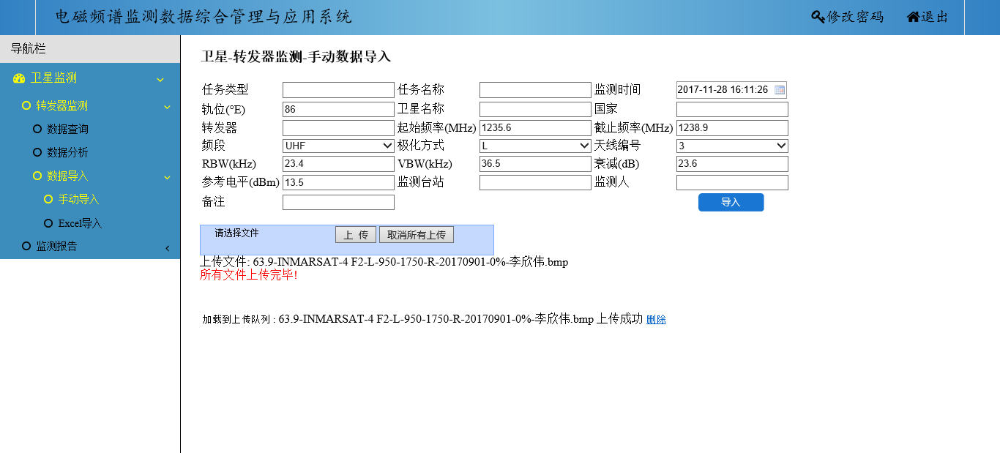 电磁频谱监测数据综合管理与应用系统 修改密码 退出
导航栏
卫星监测
转发器监测
数据查询
数据分析
数据导入
手动导入
Excel导入
监测报告
卫星-转发器监测-手动数据导入
任务类型 任务名称 监测时间 2017-11-28 16:11:26
轨位(°E) 86 卫星名称 国家
转发器 起始频率(MHz) 1235.6 截止频率(MHz) 1238.9
频段 UHF 极化方式 L 天线编号 3
RBW(kHz) 23.4 VBW(kHz) 36.5 衰减(dB) 23.6
参考电平(dBm) 13.5 监测台站 监测人
备注 导入
请选择文件 上 传 取消所有上传
上传文件: 63.9-INMARSAT-4 F2-L-950-1750-R-20170901-0%-李欣伟.bmp
所有文件上传完毕!
加载到上传队列 : 63.9-INMARSAT-4 F2-L-950-1750-R-20170901-0%-李欣伟.bmp 上传成功 删除